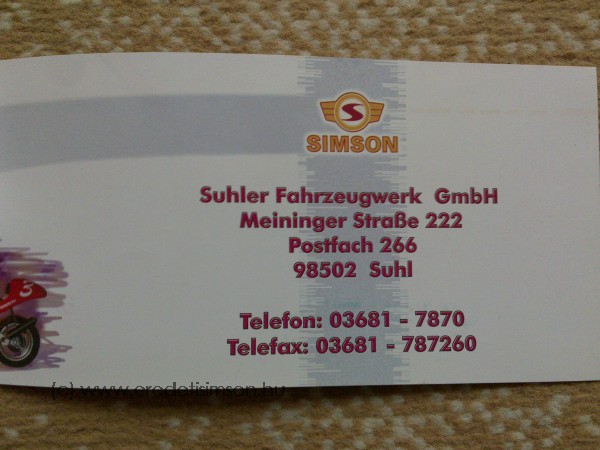 S
SIMSON
Suhler Fahrzeugwerk GmbH
Meininger Straße 222
Postfach 266
98502 Suhl
Telefon: 03681 - 7870
Telefax: 03681 - 787260
3
(c) www.eredetisimson.hu